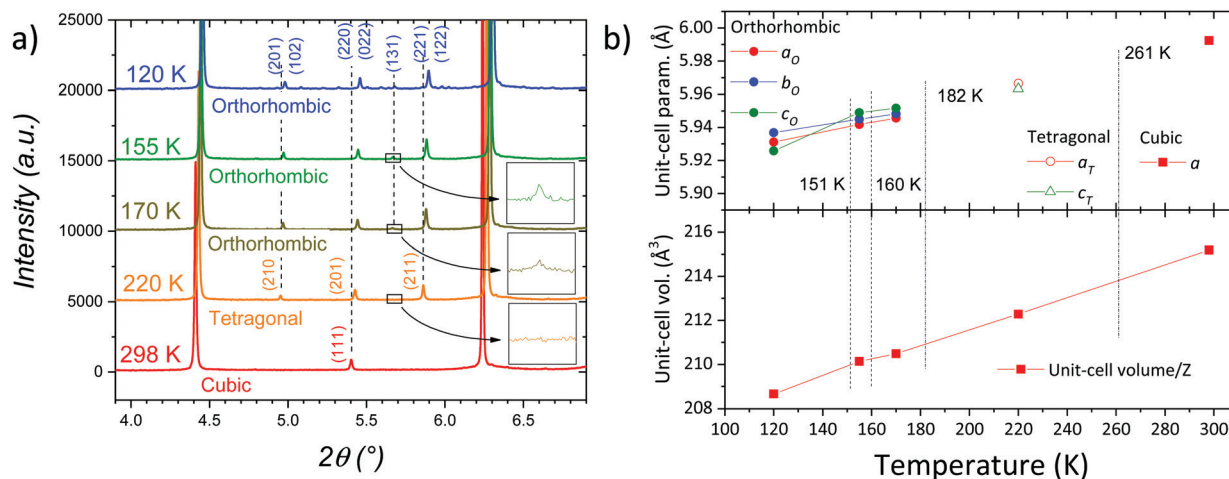 a)
Intensity (a.u.)
25000
20000
15000
10000
5000
0
120 K
Orthorhombic
155 K
Orthorhombic
170 K
Orthorhombic
220 K
Tetragonal
298 K
Cubic
(201)
(102)
(220)
(022)
(131)
(221)
(122)
(210
(201)
(211)
(111)
4.0 4.5 5.0 5.5 6.0 6.5
2θ (°)
b)
Unit-cell param. (Å)
6.00
5.98
5.96
5.94
5.92
5.90
Orthorhombic
a_O
b_O
c_O
151 K
160 K
182 K
261 K
Tetragonal
a_T
c_T
Cubic
a
Unit-cell vol. (Å³)
216
214
212
210
208
Unit-cell volume/Z
100 120 140 160 180 200 220 240 260 280 300
Temperature (K)